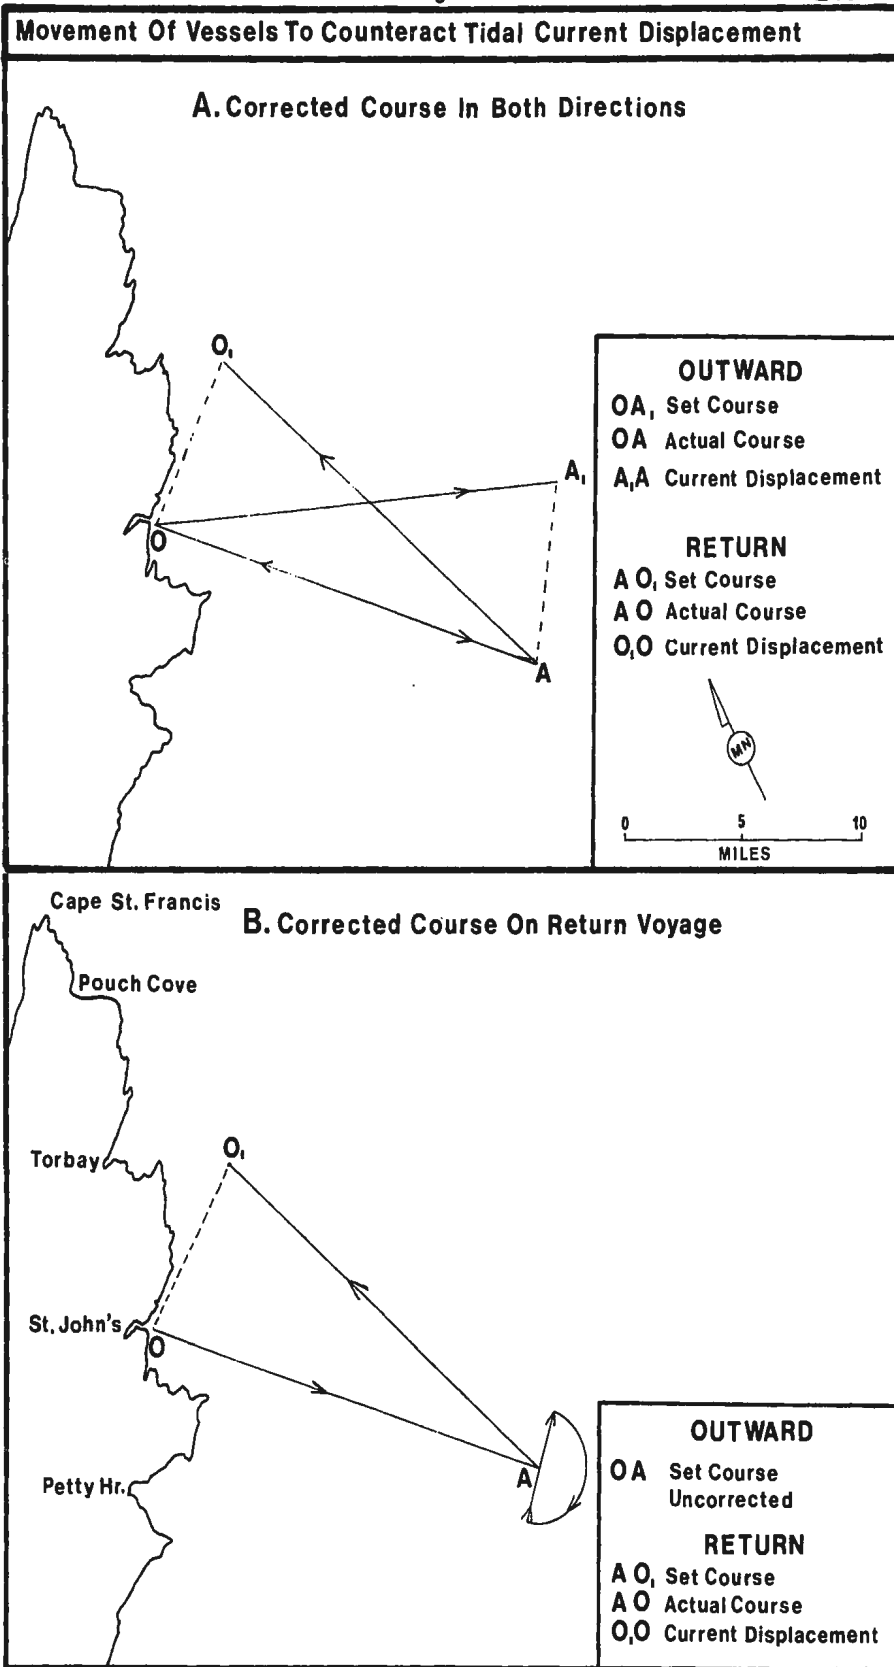 Movement Of Vessels To Counteract Tidal Current Displacement
A. Corrected Course In Both Directions
O₁
A₁
O
A
OUTWARD
OA₁ Set Course
OA Actual Course
A₁A Current Displacement
RETURN
A O₁ Set Course
A O Actual Course
O₁O Current Displacement
MN
0 5 10
MILES
Cape St. Francis
B. Corrected Course On Return Voyage
Pouch Cove
Torbay
O₁
St. John's
O
A
Petty Hr.
OUTWARD
OA Set Course
Uncorrected
RETURN
A O₁ Set Course
A O Actual Course
O₁O Current Displacement